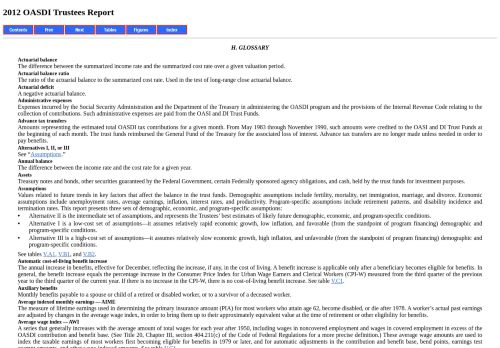 2012 OASDI Trustees Report
Contents Prev Next Tables Figures Index
H. GLOSSARY
Actuarial balance
The difference between the summarized income rate and the summarized cost rate over a given valuation period.
Actuarial balance ratio
The ratio of the actuarial balance to the summarized cost rate. Used in the test of long-range close actuarial balance.
Actuarial deficit
A negative actuarial balance.
Administrative expenses
Expenses incurred by the Social Security Administration and the Department of the Treasury in administering the OASDI program and the provisions of the Internal Revenue Code relating to the
collection of contributions. Such administrative expenses are paid from the OASI and DI Trust Funds.
Advance tax transfers
Amounts representing the estimated total OASDI tax contributions for a given month. From May 1983 through November 1990, such amounts were credited to the OASI and DI Trust Funds at
the beginning of each month. The trust funds reimbursed the General Fund of the Treasury for the associated loss of interest. Advance tax transfers are no longer made unless needed in order to
pay benefits.
Alternatives I, II, or III
See “Assumptions.”
Annual balance
The difference between the income rate and the cost rate for a given year.
Assets
Treasury notes and bonds, other securities guaranteed by the Federal Government, certain Federally sponsored agency obligations, and cash, held by the trust funds for investment purposes.
Assumptions
Values related to future trends in key factors that affect the balance in the trust funds. Demographic assumptions include fertility, mortality, net immigration, marriage, and divorce. Economic
assumptions include unemployment rates, average earnings, inflation, interest rates, and productivity. Program-specific assumptions include retirement patterns, and disability incidence and
termination rates. This report presents three sets of demographic, economic, and program-specific assumptions:
• Alternative II is the intermediate set of assumptions, and represents the Trustees’ best estimates of likely future demographic, economic, and program-specific conditions.
• Alternative I is a low-cost set of assumptions—it assumes relatively rapid economic growth, low inflation, and favorable (from the standpoint of program financing) demographic and
program-specific conditions.
• Alternative III is a high-cost set of assumptions—it assumes relatively slow economic growth, high inflation, and unfavorable (from the standpoint of program financing) demographic and
program-specific conditions.
See tables V.A1, V.B1, and V.B2.
Automatic cost-of-living benefit increase
The annual increase in benefits, effective for December, reflecting the increase, if any, in the cost of living. A benefit increase is applicable only after a beneficiary becomes eligible for benefits. In
general, the benefit increase equals the percentage increase in the Consumer Price Index for Urban Wage Earners and Clerical Workers (CPI-W) measured from the third quarter of the previous
year to the third quarter of the current year. If there is no increase in the CPI-W, there is no cost-of-living benefit increase. See table V.C1.
Auxiliary benefits
Monthly benefits payable to a spouse or child of a retired or disabled worker, or to a survivor of a deceased worker.
Average indexed monthly earnings—AIME
The measure of lifetime earnings used in determining the primary insurance amount (PIA) for most workers who attain age 62, become disabled, or die after 1978. A worker’s actual past earnings
are adjusted by changes in the average wage index, in order to bring them up to their approximately equivalent value at the time of retirement or other eligibility for benefits.
Average wage index — AWI
A series that generally increases with the average amount of total wages for each year after 1950, including wages in noncovered employment and wages in covered employment in excess of the
OASDI contribution and benefit base. (See Title 20, Chapter III, section 404.211(c) of the Code of Federal Regulations for a more precise definition.) These average wage amounts are used to
index the taxable earnings of most workers first becoming eligible for benefits in 1979 or later, and for automatic adjustments in the contribution and benefit base, bend points, earnings test